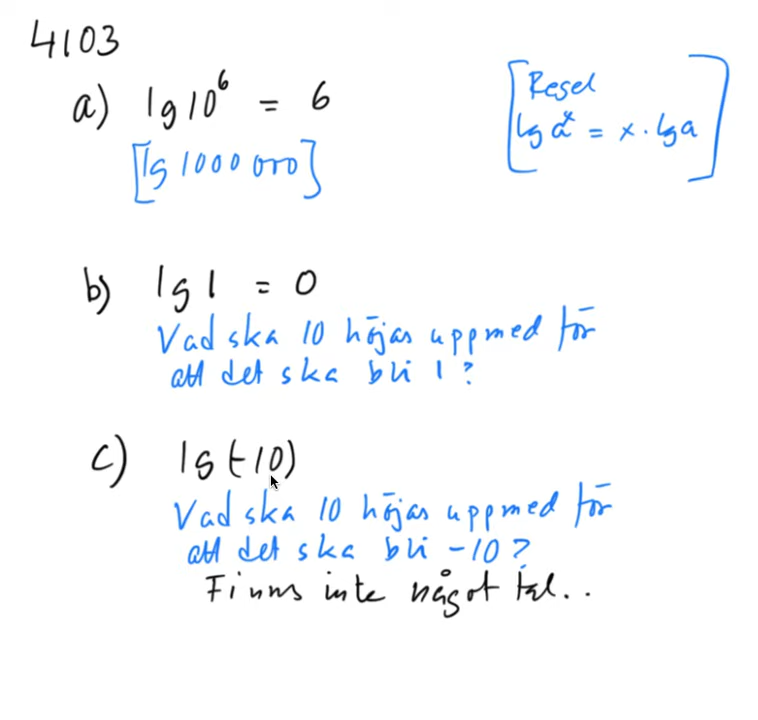 4103
a) lg 10⁶ = 6
[lg 1000 000]
[Regel
lg aˣ = x · lg a]
b) lg 1 = 0
Vad ska 10 höjas upp med för
att det ska bli 1?
c) lg (-10)
Vad ska 10 höjas upp med för
att det ska bli -10?
Finns inte något tal..